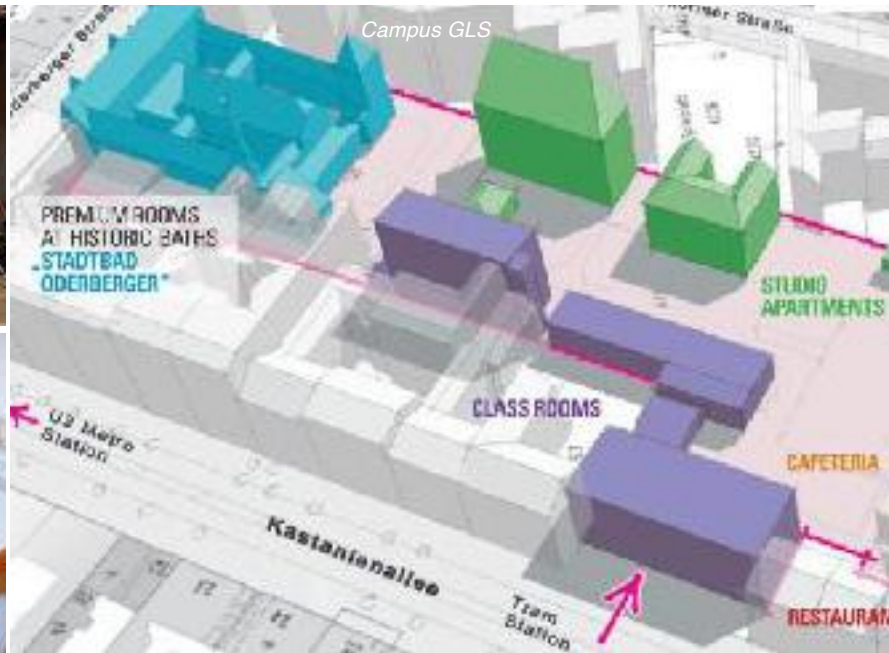 Campus GLS
PREMIUM ROOMS
AT HISTORIC BATHS
„STADTBAD
ODERBERGER"
STUDIO
APARTMENTS
CLASS ROOMS
U2 Metro
Station
CAFETERIA
Kastanienallee
Tram
Station
RESTAURAN